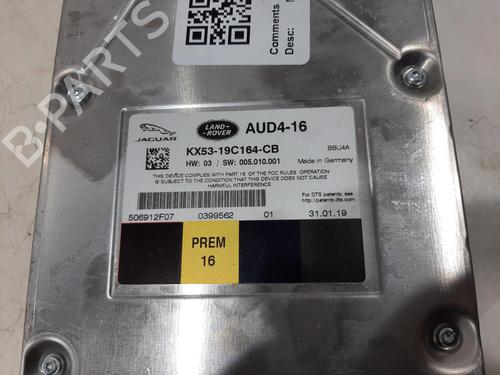 Comments
Desc:
B-PARTS
JAGUAR
LAND-
ROVER
AUD4-16
KX53-19C164-CB
BBU4A
HW: 03 / SW: 005.010.001
Made in Germany
THIS DEVICE COMPLIES WITH PART 15 OF THE FCC RULES. OPERATION
IS SUBJECT TO THE CONDITION THAT THIS DEVICE DOES NOT CAUSE
HARMFUL INTERFERENCE
For DTS patents, see
http://patents.dts.com
506912F07
0399562
01
31.01.19
PREM
16